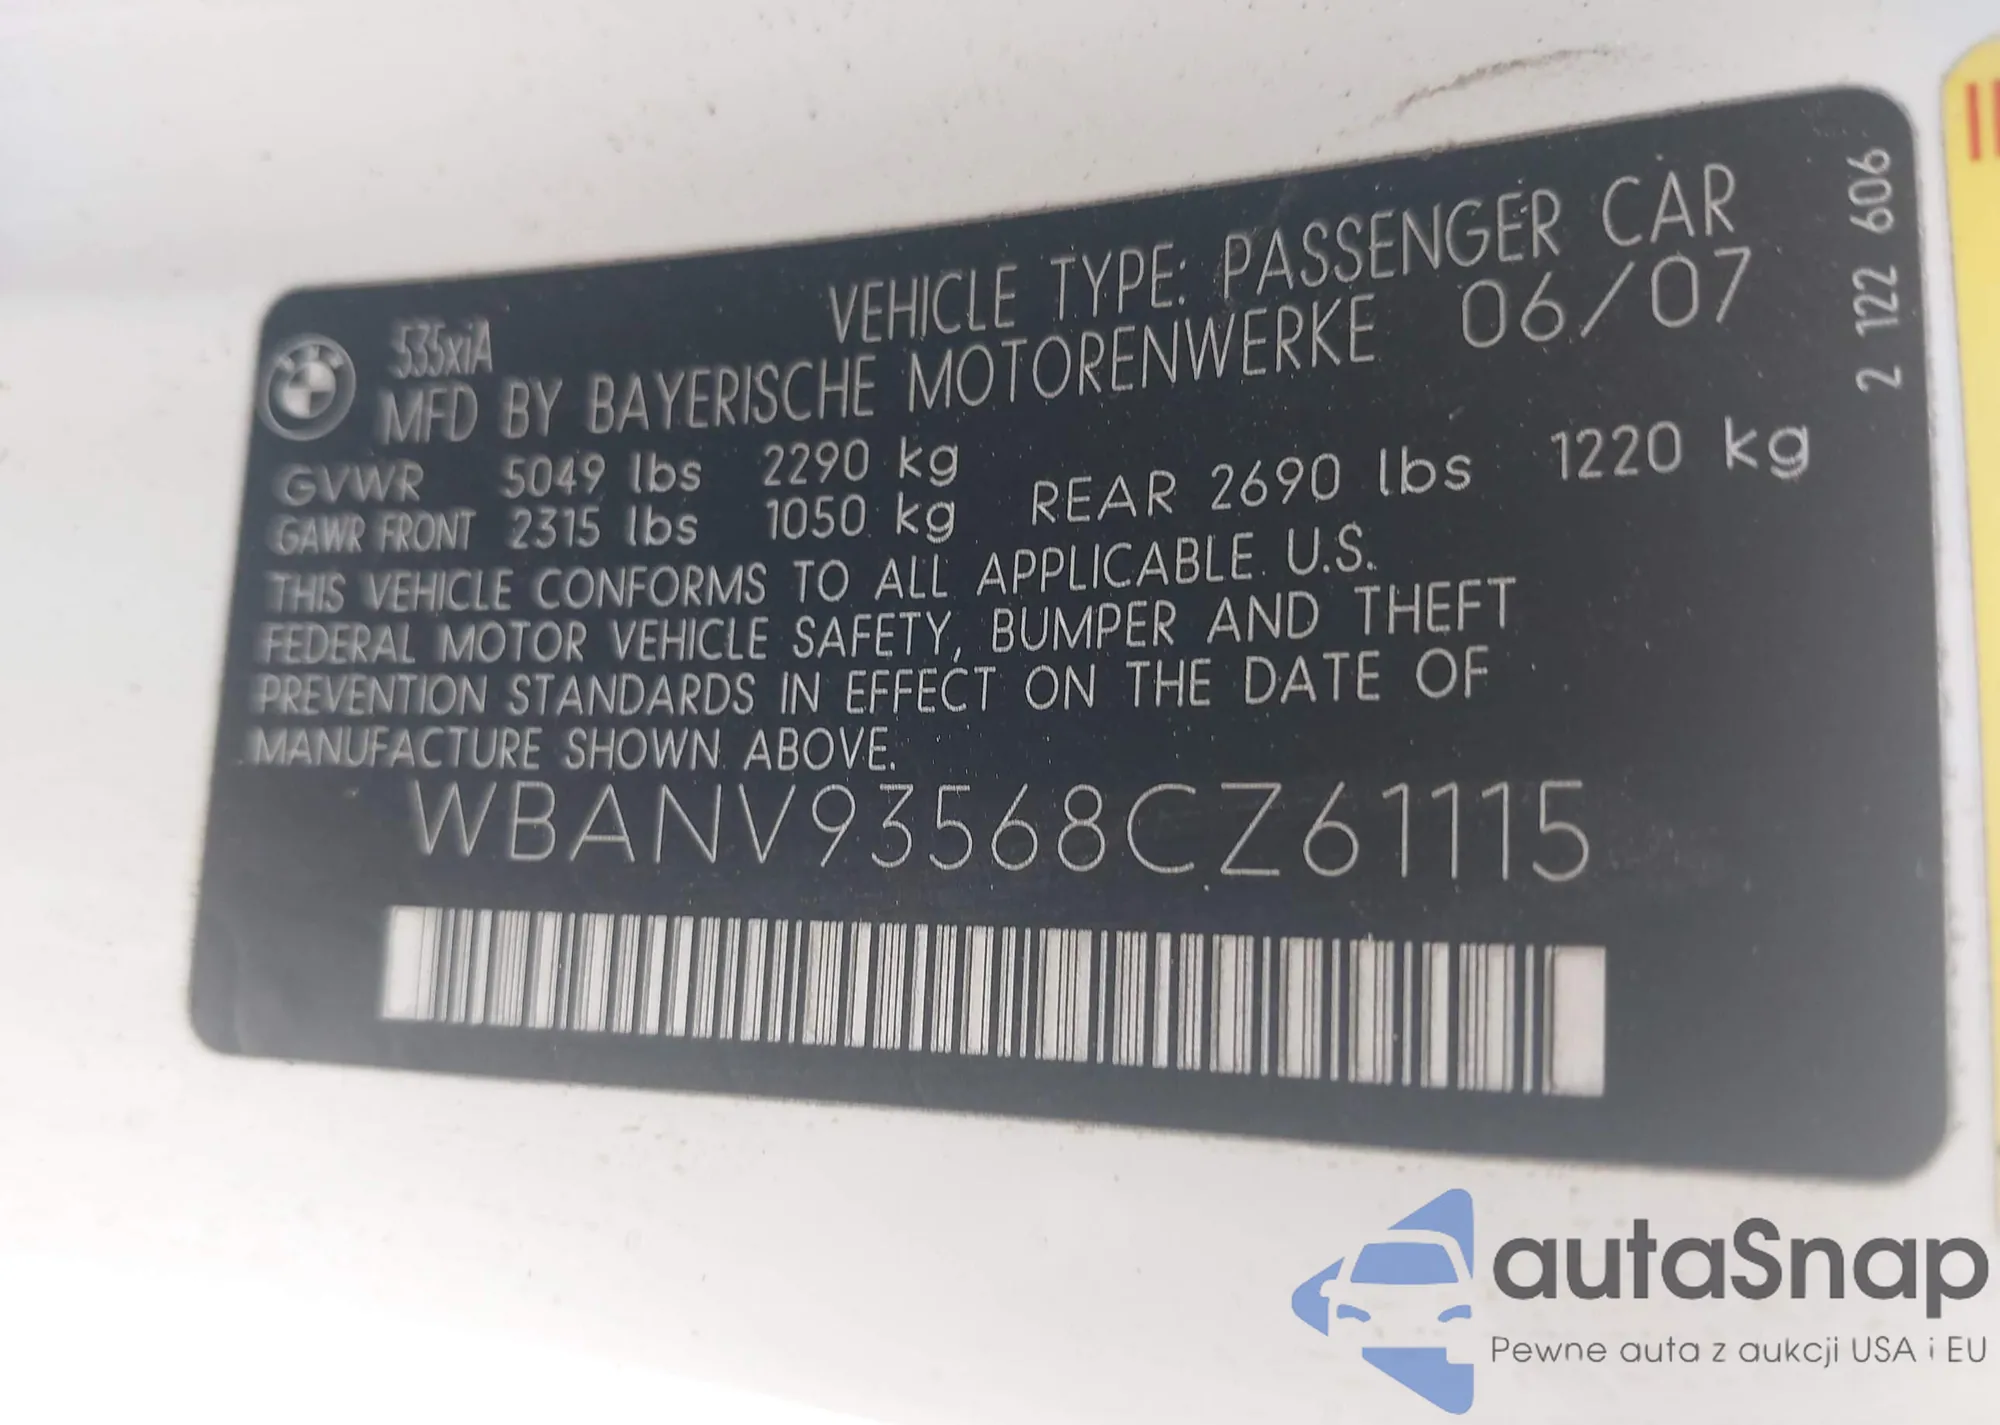 535xiA
VEHICLE TYPE: PASSENGER CAR
MFD BY BAYERISCHE MOTORENWERKE 06/07
GVWR 5049 lbs 2290 kg
GAWR FRONT 2315 lbs 1050 kg REAR 2690 lbs 1220 kg
THIS VEHICLE CONFORMS TO ALL APPLICABLE U.S.
FEDERAL MOTOR VEHICLE SAFETY, BUMPER AND THEFT
PREVENTION STANDARDS IN EFFECT ON THE DATE OF
MANUFACTURE SHOWN ABOVE.
WBANV93568CZ61115
2 122 606
autaSnap
Pewne auta z aukcji USA i EU